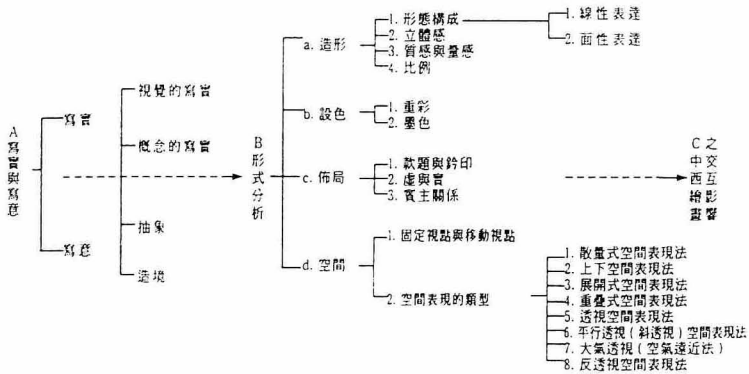 A 寫實與寫意
寫實
寫意
視覺的寫實
概念的寫實
抽象
造境
B 形式分析
a. 造形
1. 形態構成
2. 立體感
3. 質感與量感
4. 比例
1. 線性表達
2. 面性表達
b. 設色
1. 重彩
2. 墨色
c. 佈局
1. 款題與鈐印
2. 虛與實
3. 賓主關係
d. 空間
1. 固定視點與移動視點
2. 空間表現的類型
1. 散量式空間表現法
2. 上下空間表現法
3. 展開式空間表現法
4. 重疊式空間表現法
5. 透視空間表現法
6. 平行透視(斜透視)空間表現法
7. 大氣透視(空氣遠近法)
8. 反透視空間表現法
C 中西繪畫
之交互影響